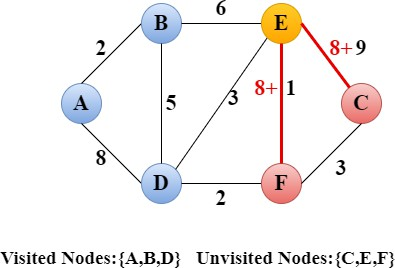 6
B
E
2
8+ 9
A
5
3
8+ 1
C
8
3
D
F
2
Visited Nodes:{A,B,D} Unvisited Nodes:{C,E,F}